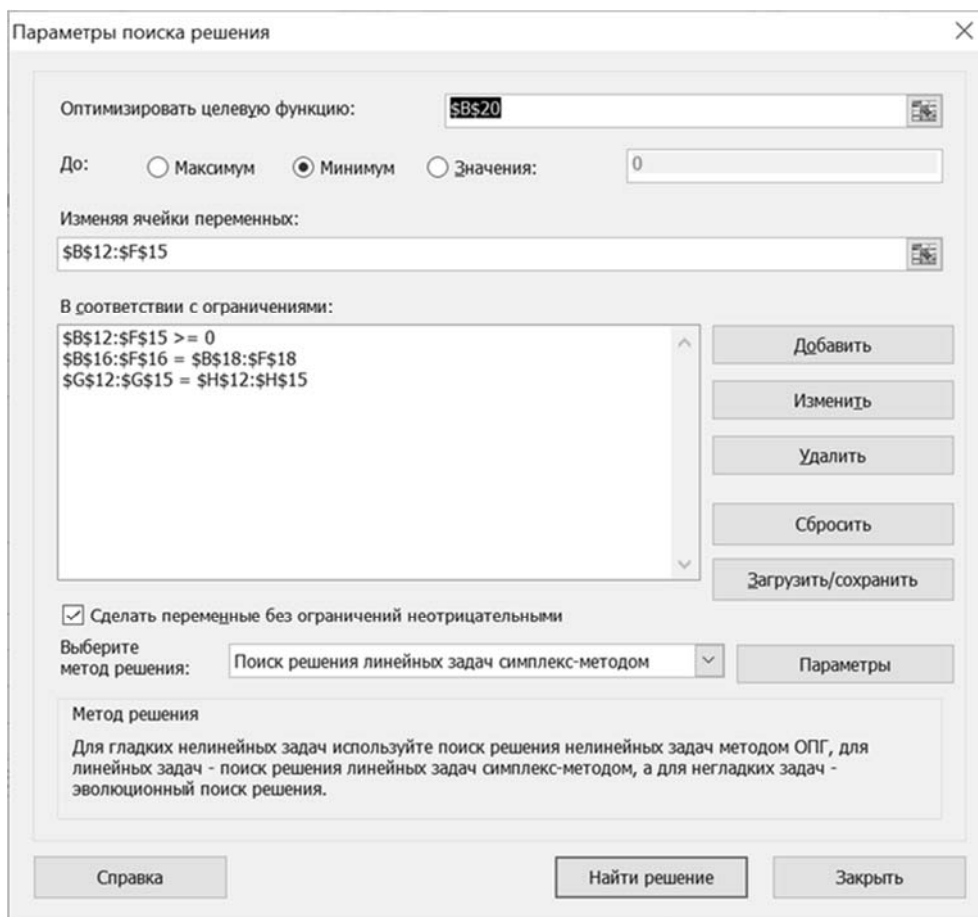 Параметры поиска решения
Оптимизировать целевую функцию: $B$20
До: Максимум Минимум Значения: 0
Изменяя ячейки переменных:
$B$12:$F$15
В соответствии с ограничениями:
$B$12:$F$15 >= 0
$B$16:$F$16 = $B$18:$F$18
$G$12:$G$15 = $H$12:$H$15
Добавить
Изменить
Удалить
Сбросить
Загрузить/сохранить
Сделать переменные без ограничений неотрицательными
Выберите
метод решения: Поиск решения линейных задач симплекс-методом Параметры
Метод решения
Для гладких нелинейных задач используйте поиск решения нелинейных задач методом ОПГ, для
линейных задач - поиск решения линейных задач симплекс-методом, а для негладких задач -
эволюционный поиск решения.
Справка Найти решение Закрыть